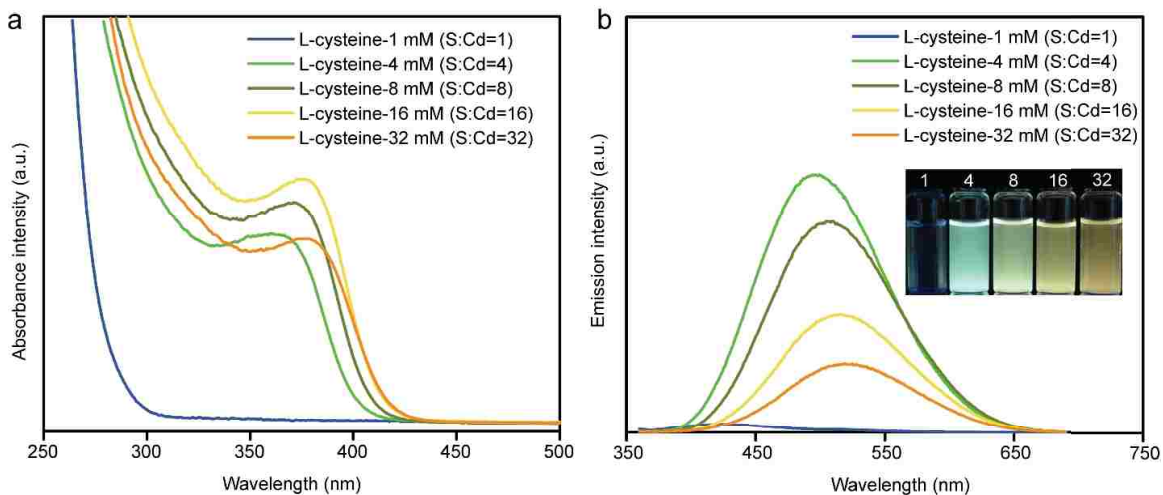 a
L-cysteine-1 mM (S:Cd=1)
L-cysteine-4 mM (S:Cd=4)
L-cysteine-8 mM (S:Cd=8)
L-cysteine-16 mM (S:Cd=16)
L-cysteine-32 mM (S:Cd=32)
Absorbance intensity (a.u.)
250 300 350 400 450 500
Wavelength (nm)
b
L-cysteine-1 mM (S:Cd=1)
L-cysteine-4 mM (S:Cd=4)
L-cysteine-8 mM (S:Cd=8)
L-cysteine-16 mM (S:Cd=16)
L-cysteine-32 mM (S:Cd=32)
1 4 8 16 32
Emission intensity (a.u.)
350 450 550 650 750
Wavelength (nm)